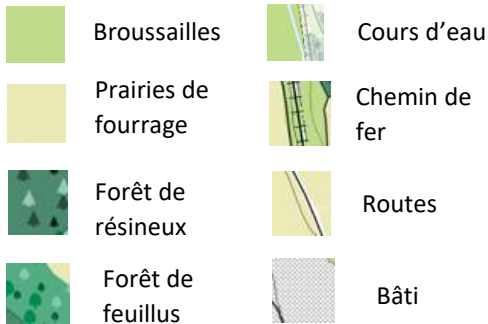 Broussailles
Cours d’eau
Prairies de
fourrage
Chemin de
fer
Forêt de
résineux
Routes
Forêt de
feuillus
Bâti